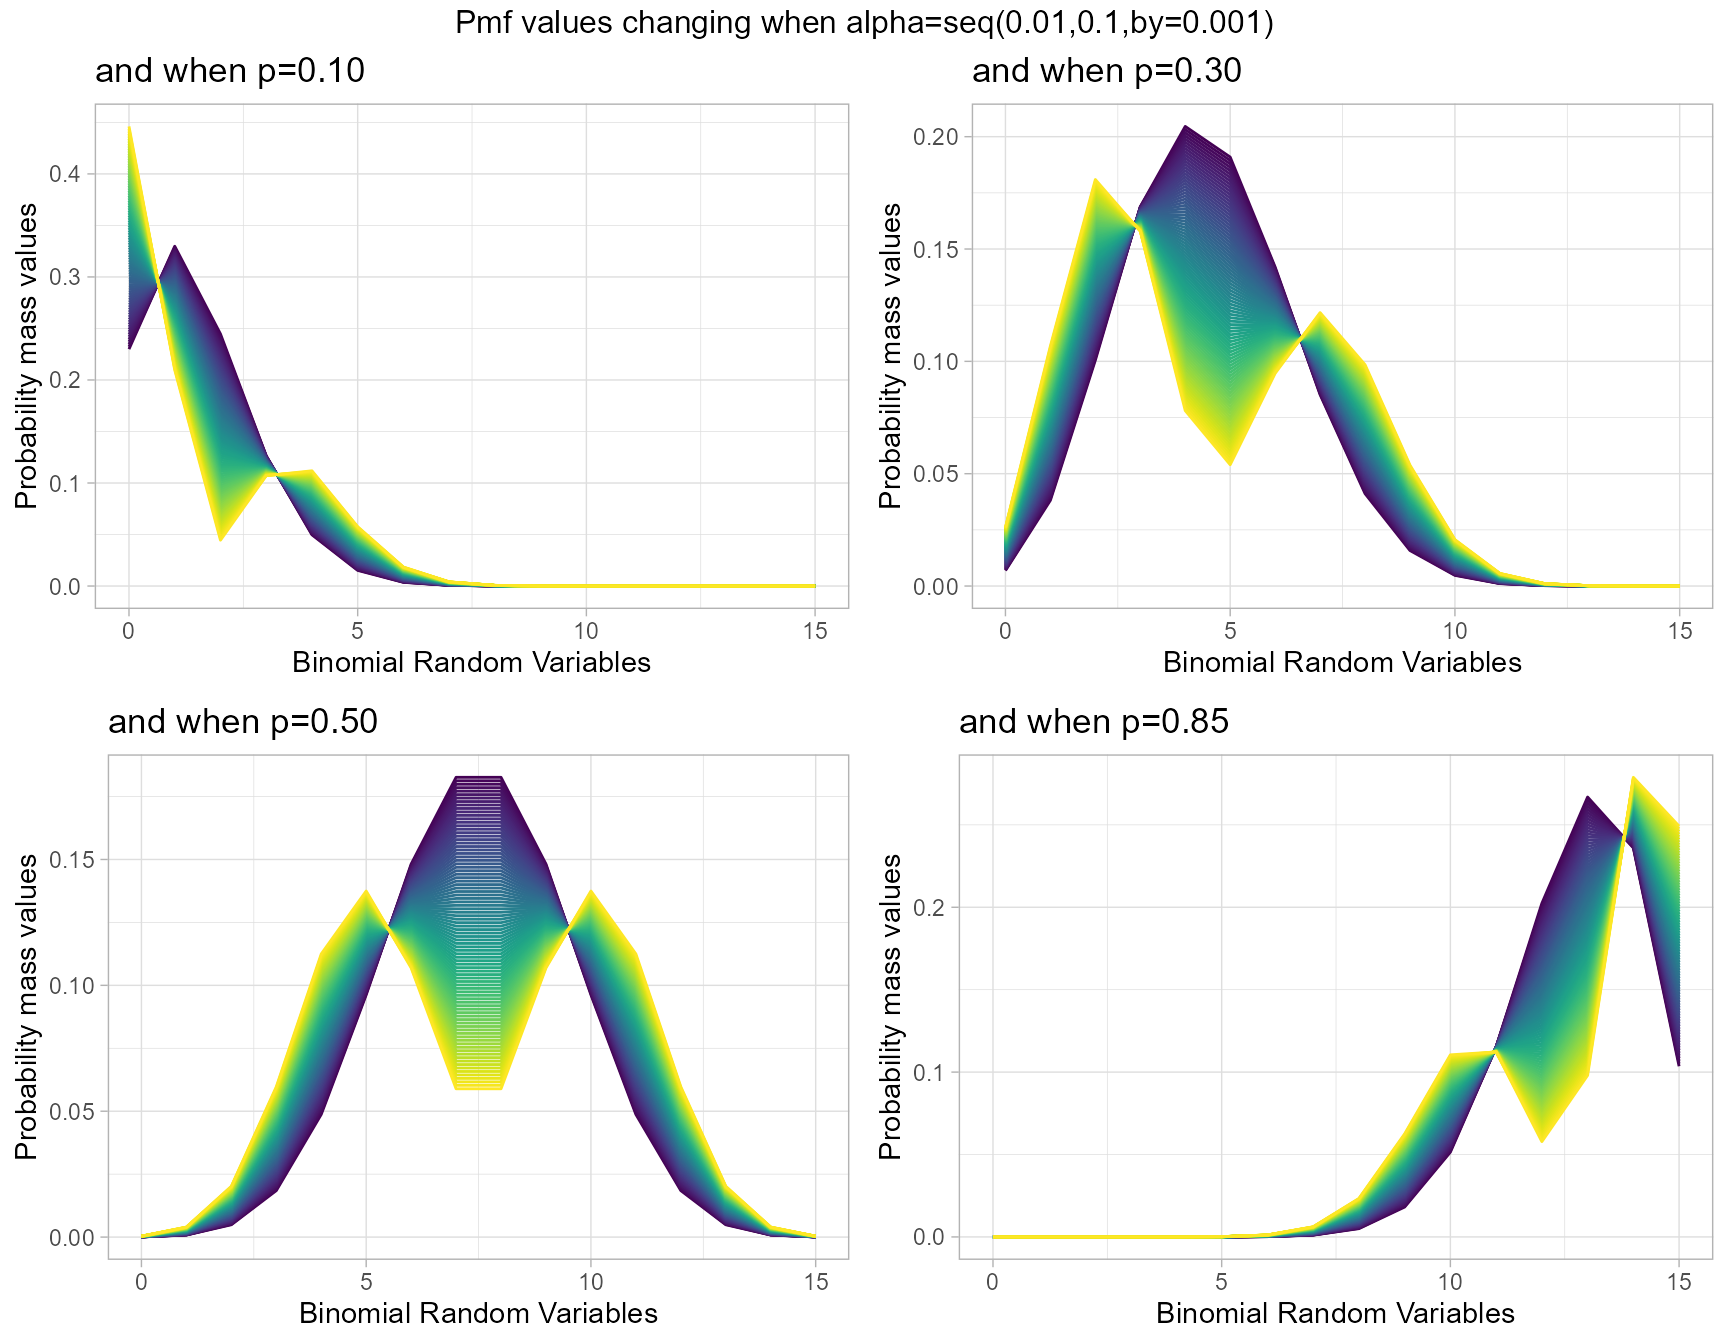 Pmf values changing when alpha=seq(0.01,0.1,by=0.001)
and when p=0.10
0.4
0.3
0.2
0.1
0.0
Probability mass values
0 5 10 15
Binomial Random Variables
and when p=0.30
0.20
0.15
0.10
0.05
0.00
Probability mass values
0 5 10 15
Binomial Random Variables
and when p=0.50
0.15
0.10
0.05
0.00
Probability mass values
0 5 10 15
Binomial Random Variables
and when p=0.85
0.2
0.1
0.0
Probability mass values
0 5 10 15
Binomial Random Variables